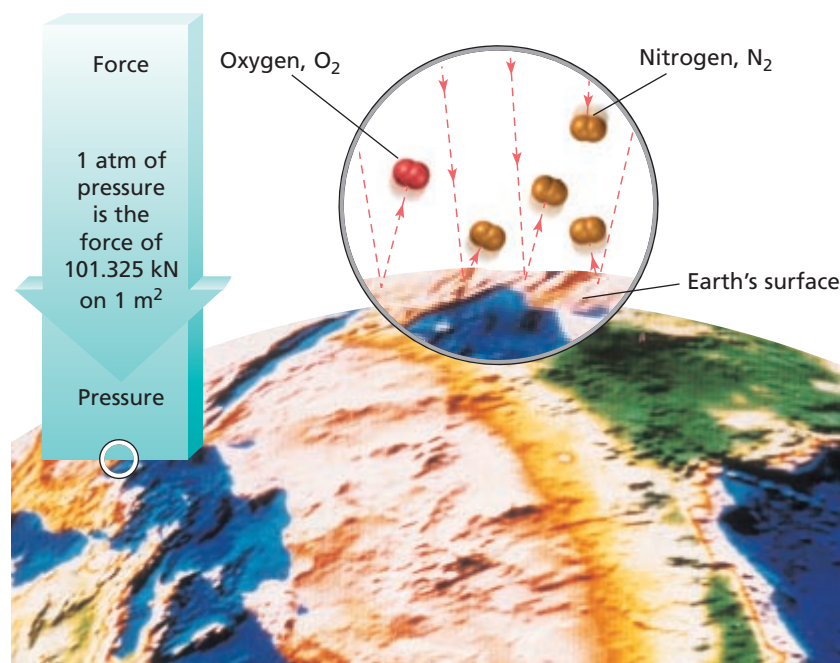 Force
1 atm of
pressure
is the
force of
101.325 kN
on 1 m²
Pressure
Oxygen, O₂
Nitrogen, N₂
Earth's surface